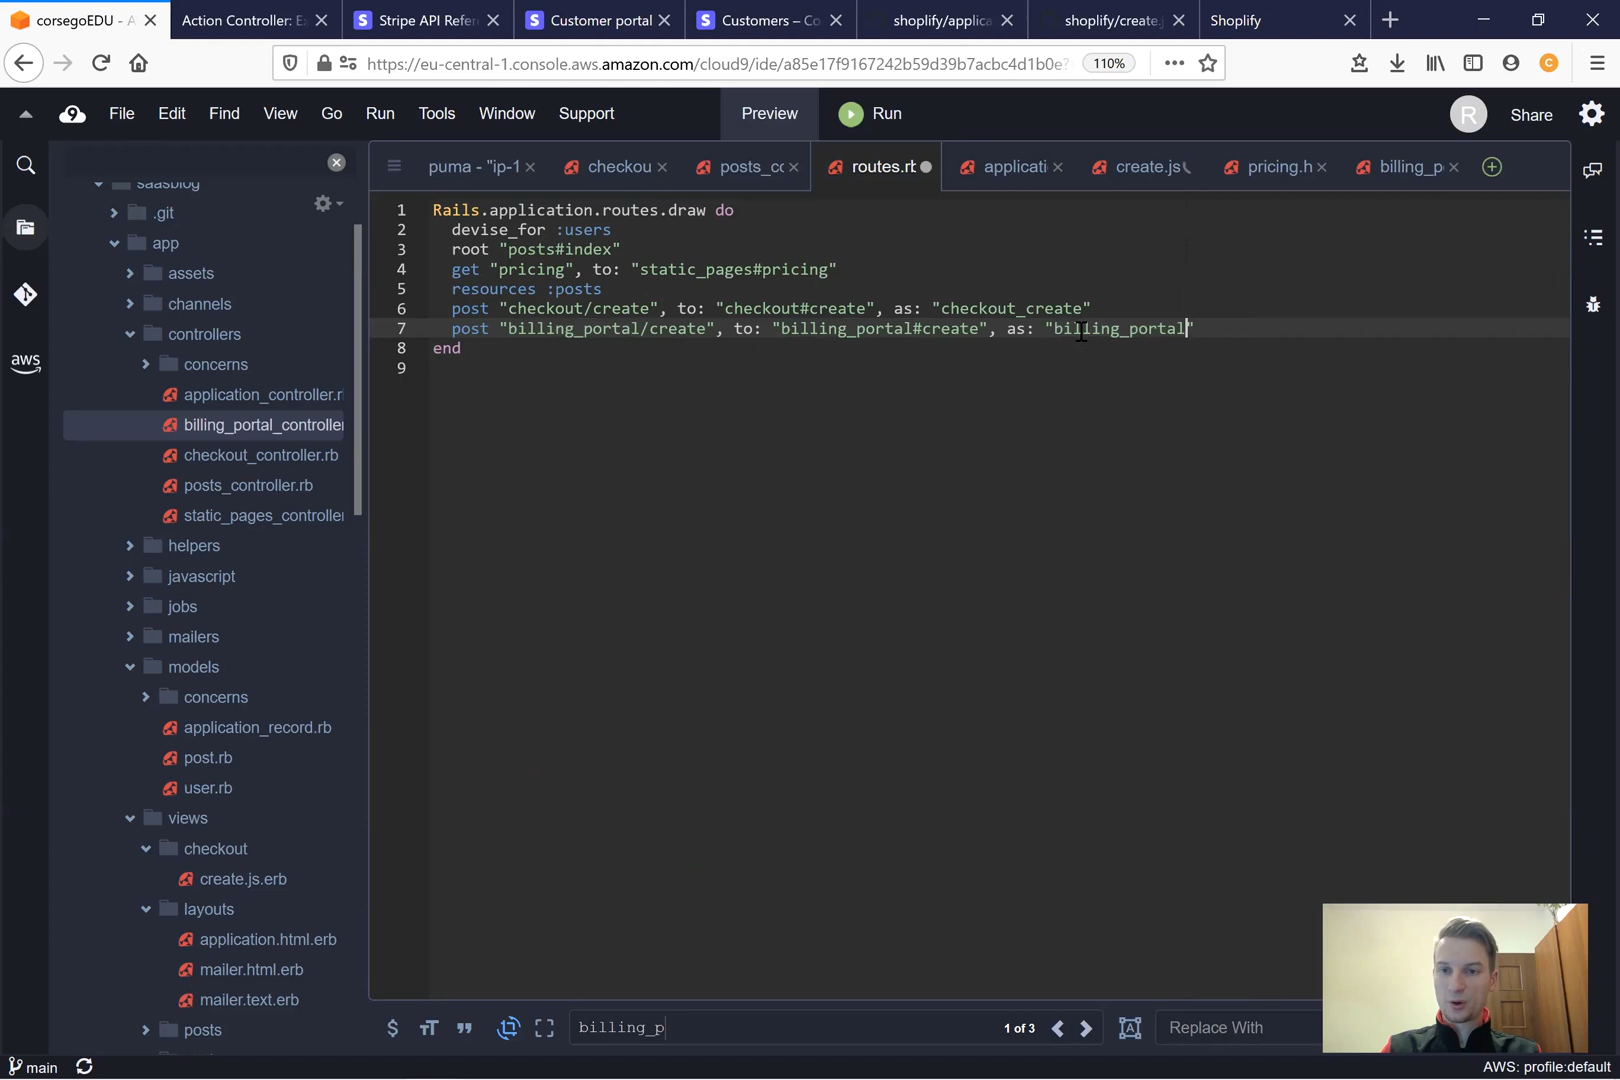 corsegoEDU - A
Action Controller: E
Stripe API Refer
Customer portal
Customers – Co
shoplify/applica
shoplify/create.j
Shoplify
https://eu-central-1.console.aws.amazon.com/cloud9/ide/a85e17f9167242b59d39b7acbc4d1b0e?
110%
C
File Edit Find View Go Run Tools Window Support Preview Run R Share
puma - "ip-1
checkou
posts_cc
routes.rb
applicati
create.js
pricing.h
billing_p
saasblog
.git
app
assets
channels
controllers
concerns
application_controller.r
billing_portal_controller
checkout_controller.rb
posts_controller.rb
static_pages_controller
helpers
javascript
jobs
mailers
models
concerns
application_record.rb
post.rb
user.rb
views
checkout
create.js.erb
layouts
application.html.erb
mailer.html.erb
mailer.text.erb
posts
aws
1 Rails.application.routes.draw do
2 devise_for :users
3 root "posts#index"
4 get "pricing", to: "static_pages#pricing"
5 resources :posts
6 post "checkout/create", to: "checkout#create", as: "checkout_create"
7 post "billing_portal/create", to: "billing_portal#create", as: "billing_portal"
8 end
9
billing_p
1 of 3
Replace With
main
AWS: profile:default